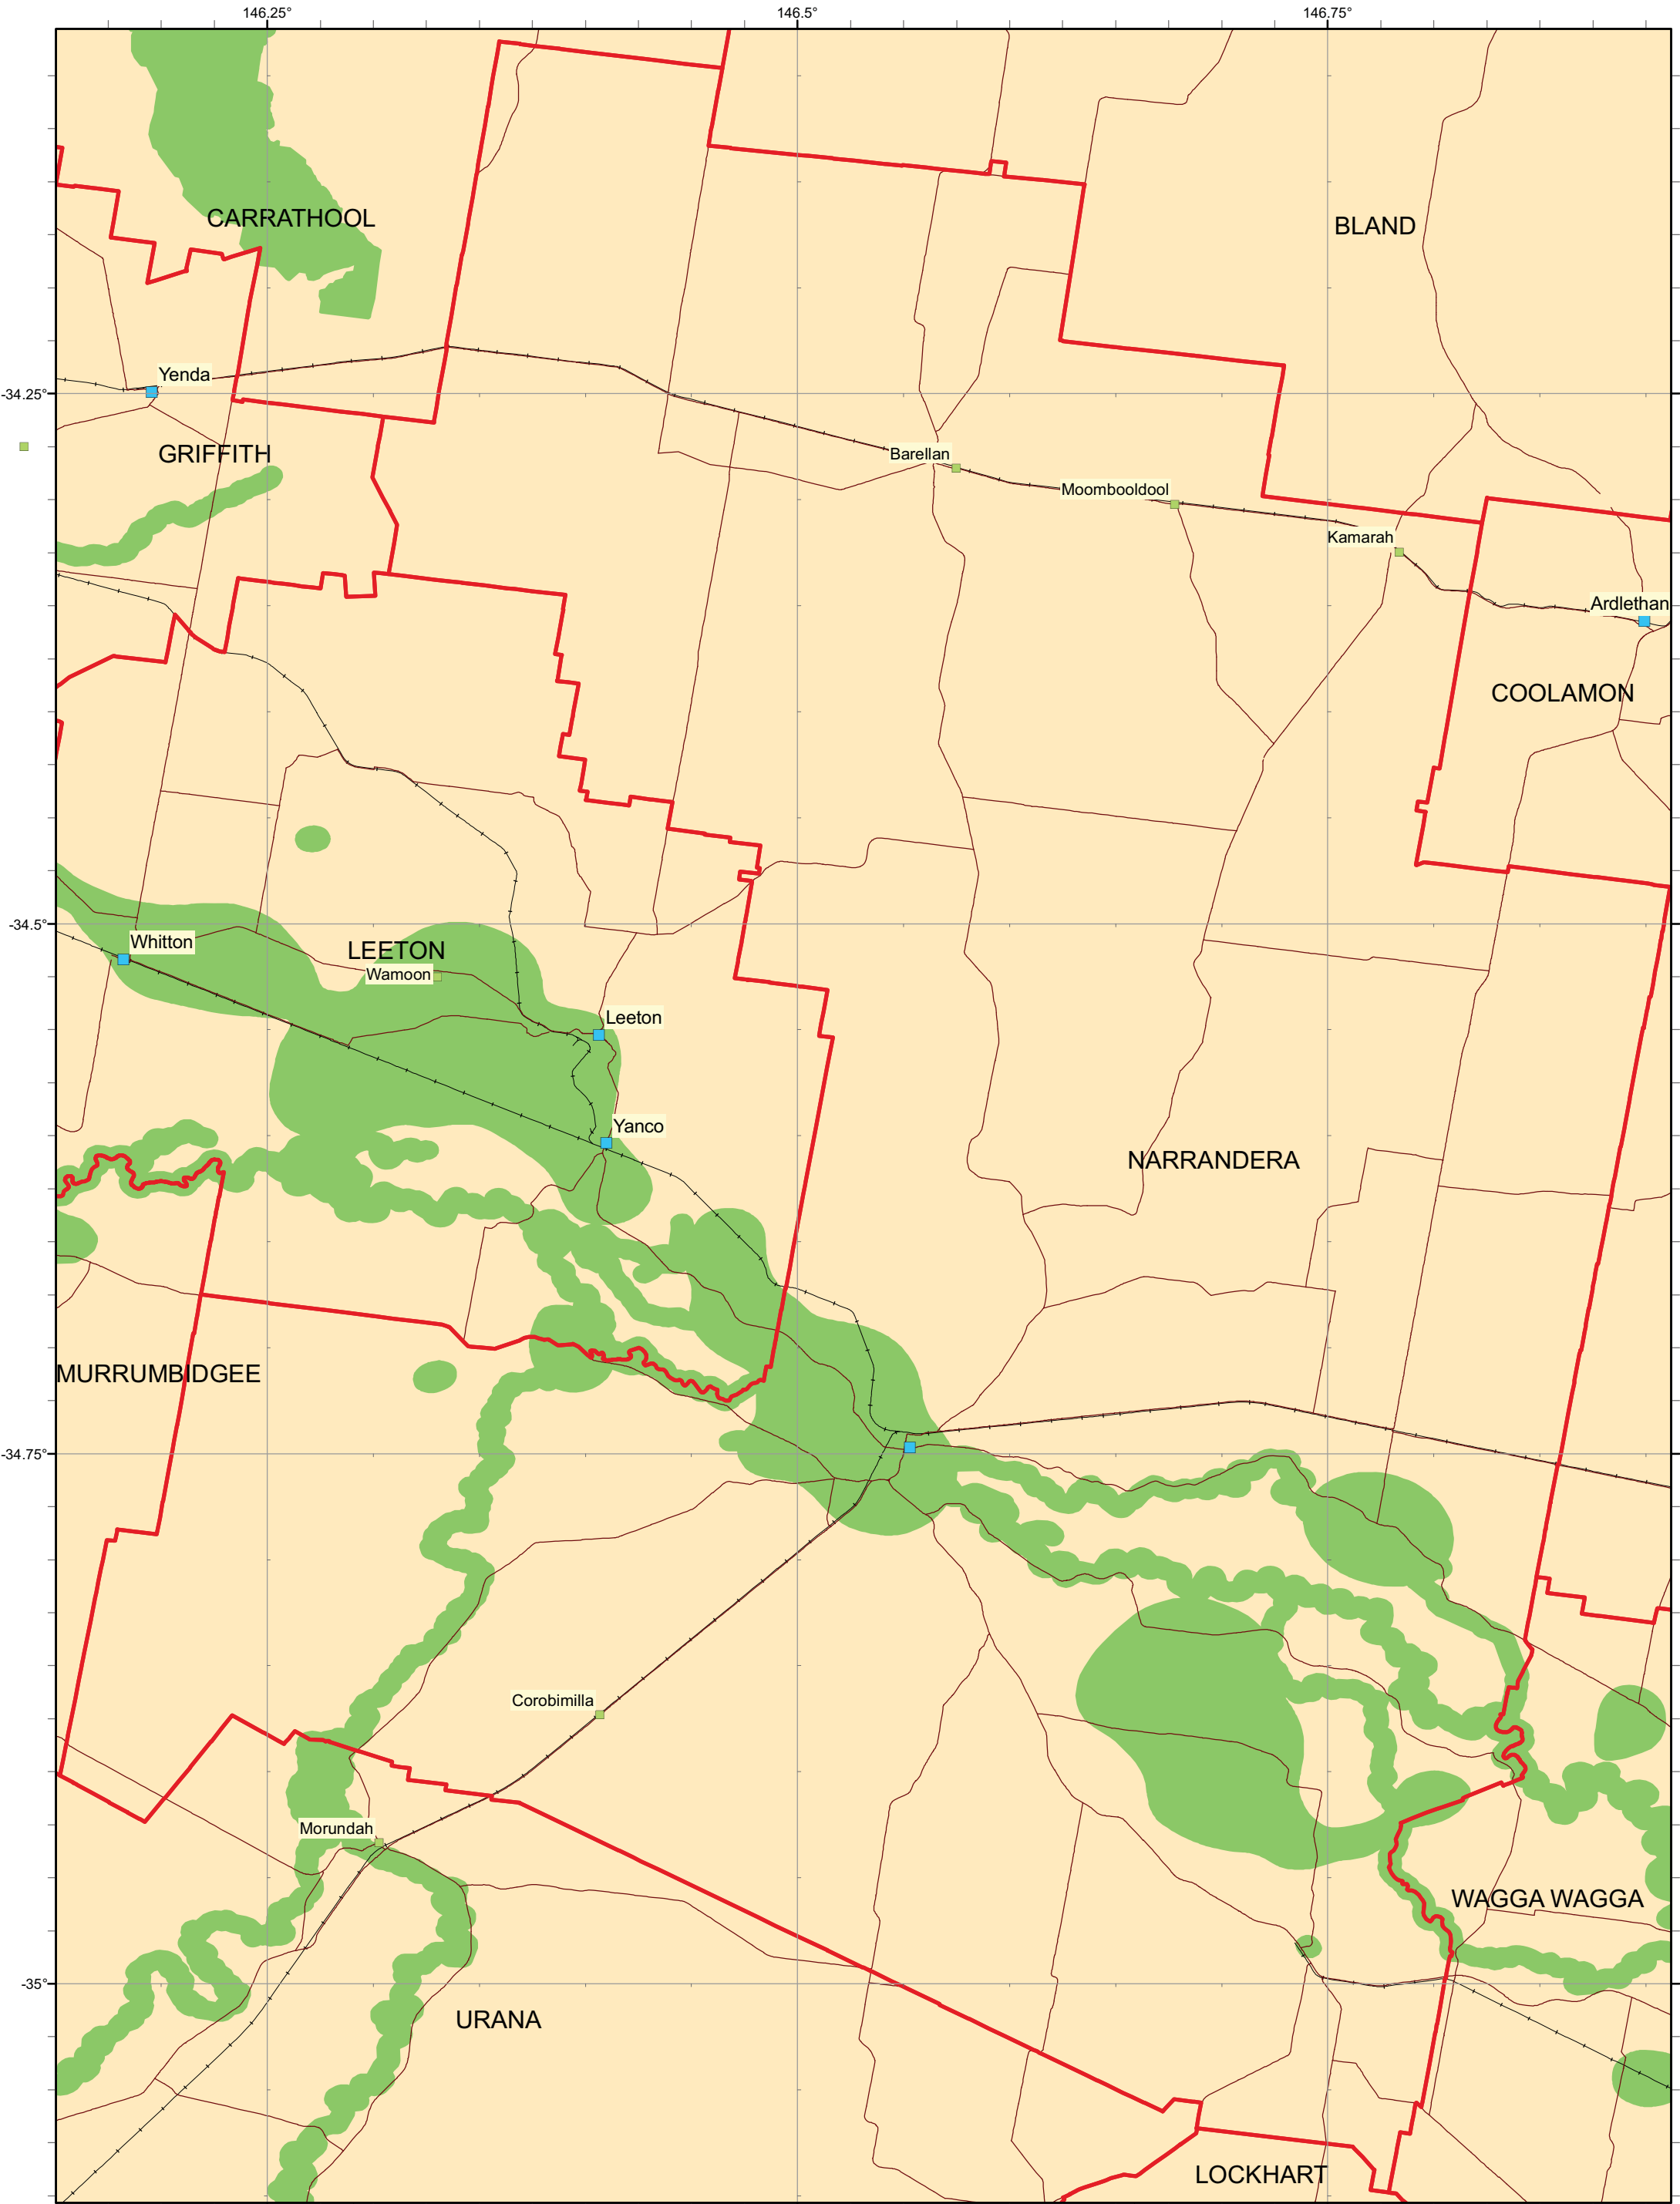 146.25°
146.5°
146.75°
CARRATHOOL
BLAND
Yenda
-34.25°
GRIFFITH
Barellan
Moombooldool
Kamarah
Ardlethan
COOLAMON
-34.5°
Whitton
LEETON
Wamoon
Leeton
Yanco
NARRANDERA
MURRUMBIDGEE
-34.75°
Corobimilla
Morundah
WAGGA WAGGA
-35°
URANA
LOCKHART